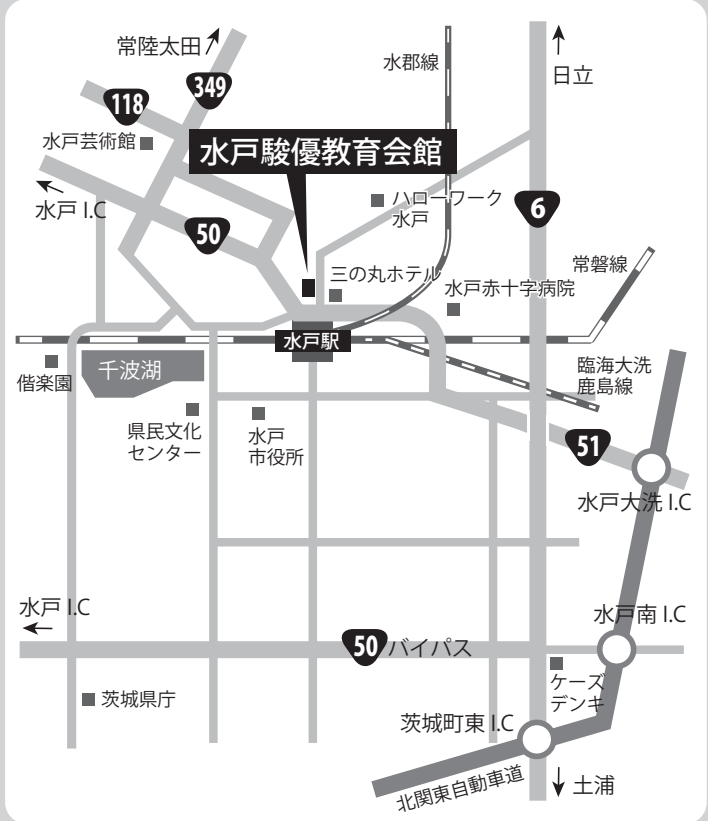 常陸太田
水郡線
日立
349
118
水戸芸術館
水戸駿優教育会館
水戸 I.C
ハローワーク
水戸
6
50
常磐線
三の丸ホテル
水戸赤十字病院
水戸駅
偕楽園
千波湖
臨海大洗
鹿島線
県民文化
センター
水戸
市役所
51
水戸大洗 I.C
水戸 I.C
水戸南 I.C
50 バイパス
ケーズ
デンキ
茨城県庁
茨城町東 I.C
北関東自動車道
土浦